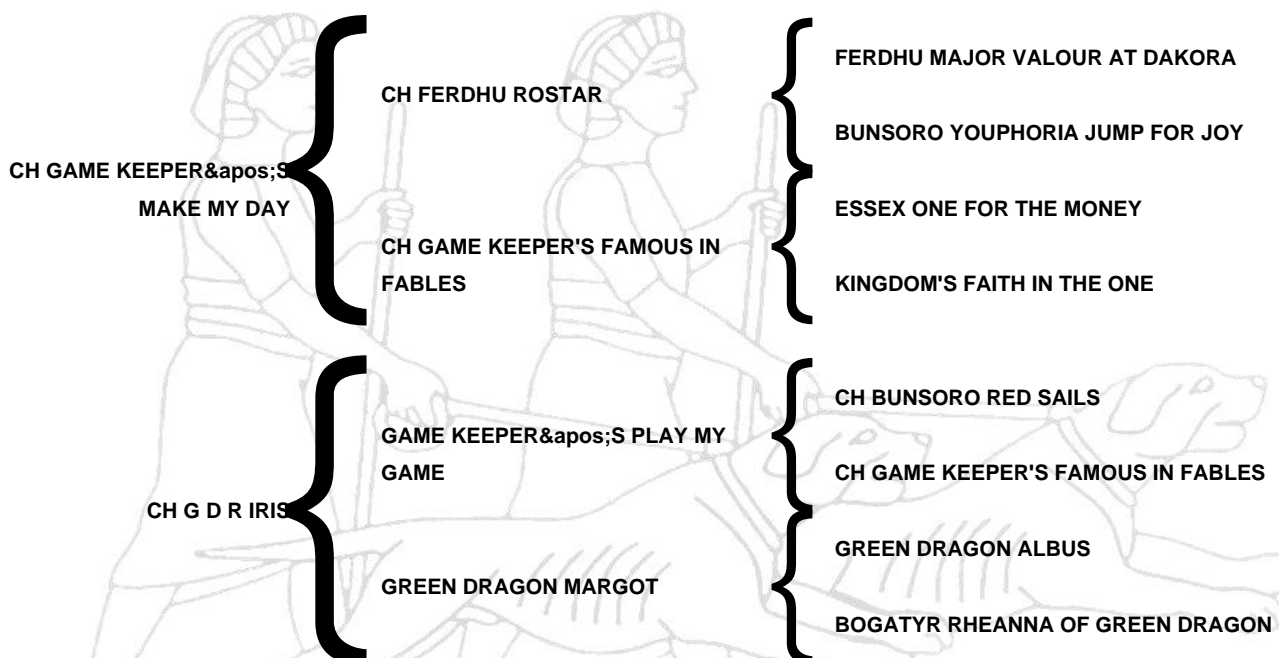 FERDHU MAJOR VALOUR AT DAKORA
CH FERDHU ROSTAR
BUNSORO YOUPHORIA JUMP FOR JOY
CH GAME KEEPER&apos;S
MAKE MY DAY
ESSEX ONE FOR THE MONEY
CH GAME KEEPER'S FAMOUS IN
FABLES
KINGDOM'S FAITH IN THE ONE
CH BUNSORO RED SAILS
GAME KEEPER&apos;S PLAY MY
GAME
CH GAME KEEPER'S FAMOUS IN FABLES
CH G D R IRIS
GREEN DRAGON ALBUS
GREEN DRAGON MARGOT
BOGATYR RHEANNA OF GREEN DRAGON